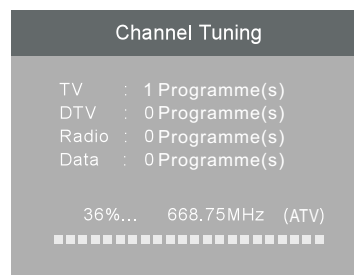 Channel Tuning
TV : 1 Programme(s)
DTV : 0 Programme(s)
Radio : 0 Programme(s)
Data : 0 Programme(s)
36%... 668.75MHz (ATV)